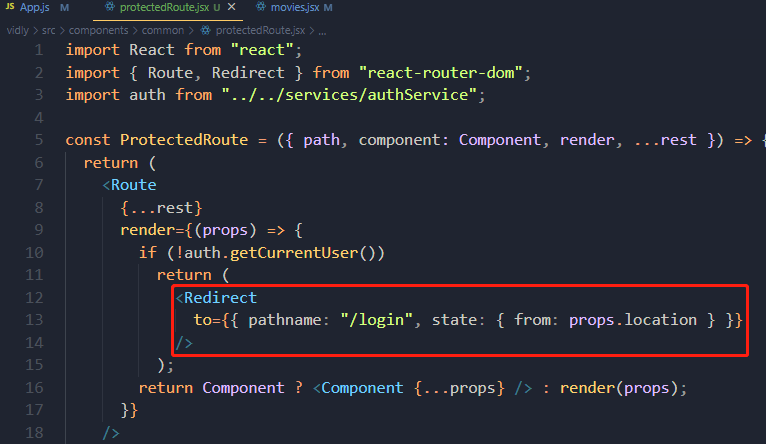 JS App.js M protectedRoute.jsx U × movies.jsx M
vidly > src > components > common > protectedRoute.jsx > ...
1 import React from "react";
2 import { Route, Redirect } from "react-router-dom";
3 import auth from "../../services/authService";
4
5 const ProtectedRoute = ({ path, component: Component, render, ...rest }) => {
6 return (
7 <Route
8 {...rest}
9 render={(props) => {
10 if (!auth.getCurrentUser())
11 return (
12 <Redirect
13 to={{ pathname: "/login", state: { from: props.location } }}
14 />
15 );
16 return Component ? <Component {...props} /> : render(props);
17 }}
18 />